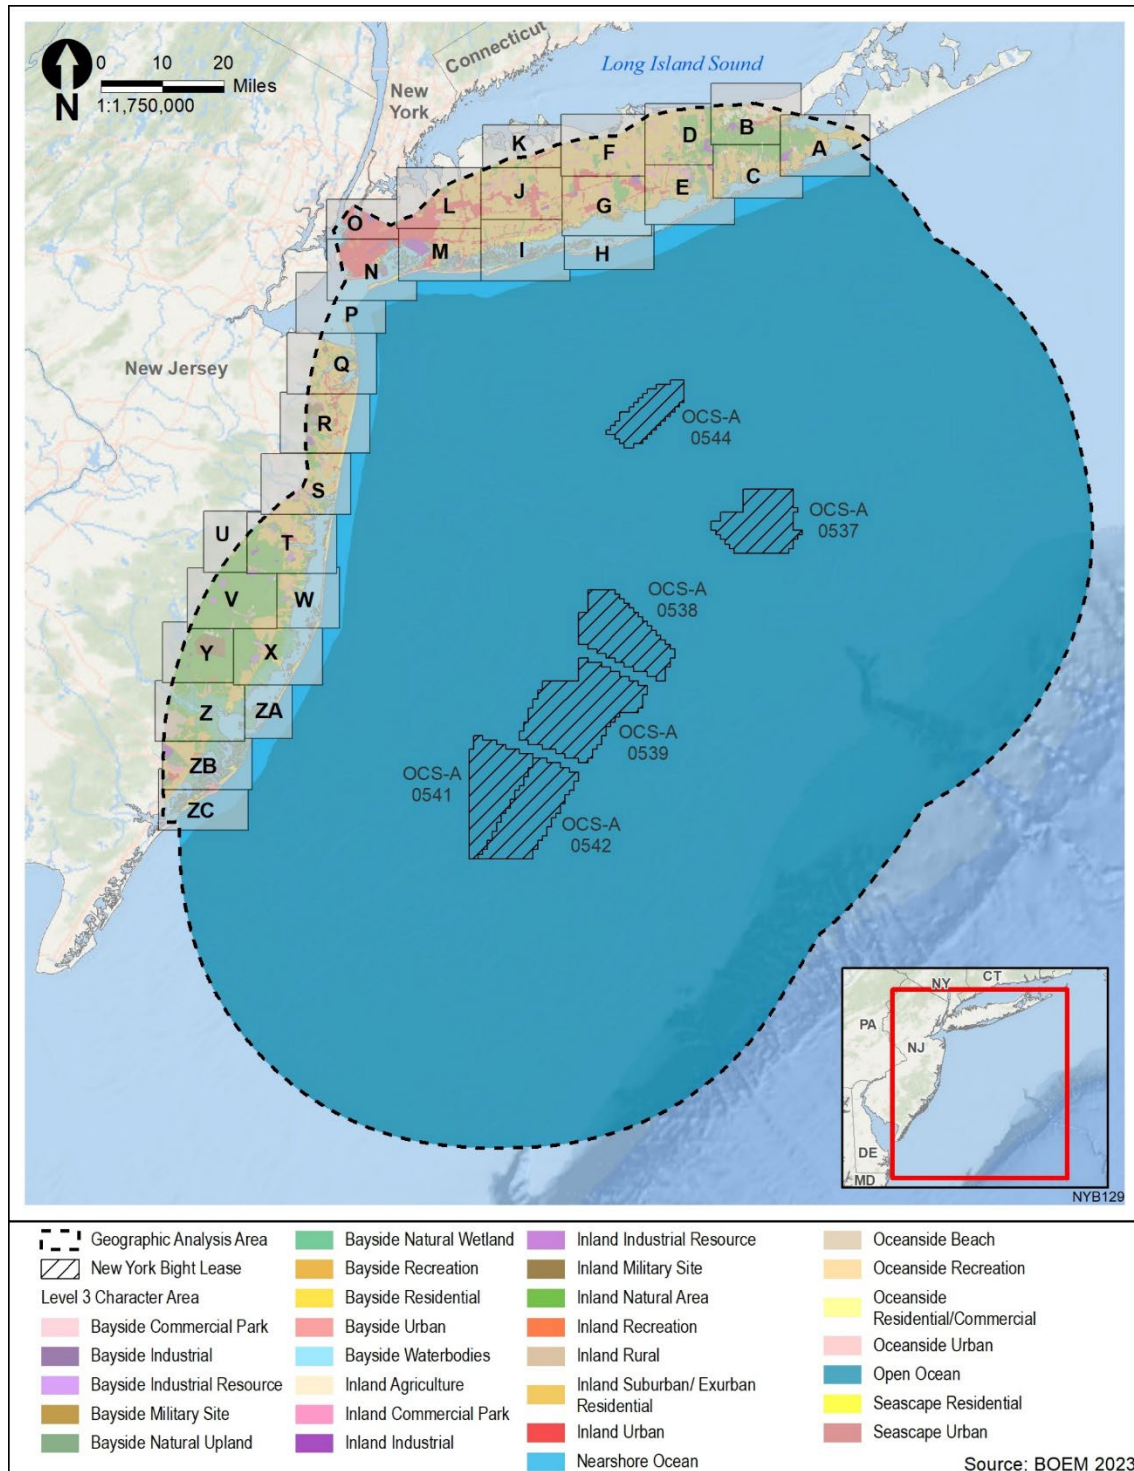 Connecticut
Long Island Sound
0 10 20
Miles
1:1,750,000
N
New
York
New Jersey
K
F
D
B
A
C
E
J
G
L
O
M
I
H
N
P
Q
R
S
U
T
V
W
Y
X
Z
ZA
ZB
ZC
OCS-A
0544
OCS-A
0537
OCS-A
0538
OCS-A
0539
OCS-A
0541
OCS-A
0542
NY
CT
PA
NJ
DE
MD
NYB129
Geographic Analysis Area
New York Bight Lease
Level 3 Character Area
Bayside Commercial Park
Bayside Industrial
Bayside Industrial Resource
Bayside Military Site
Bayside Natural Upland
Bayside Natural Wetland
Bayside Recreation
Bayside Residential
Bayside Urban
Bayside Waterbodies
Inland Agriculture
Inland Commercial Park
Inland Industrial
Inland Industrial Resource
Inland Military Site
Inland Natural Area
Inland Recreation
Inland Rural
Inland Suburban/ Exurban
Residential
Inland Urban
Nearshore Ocean
Oceanside Beach
Oceanside Recreation
Oceanside
Residential/Commercial
Oceanside Urban
Open Ocean
Seascape Residential
Seascape Urban
Source: BOEM 2023